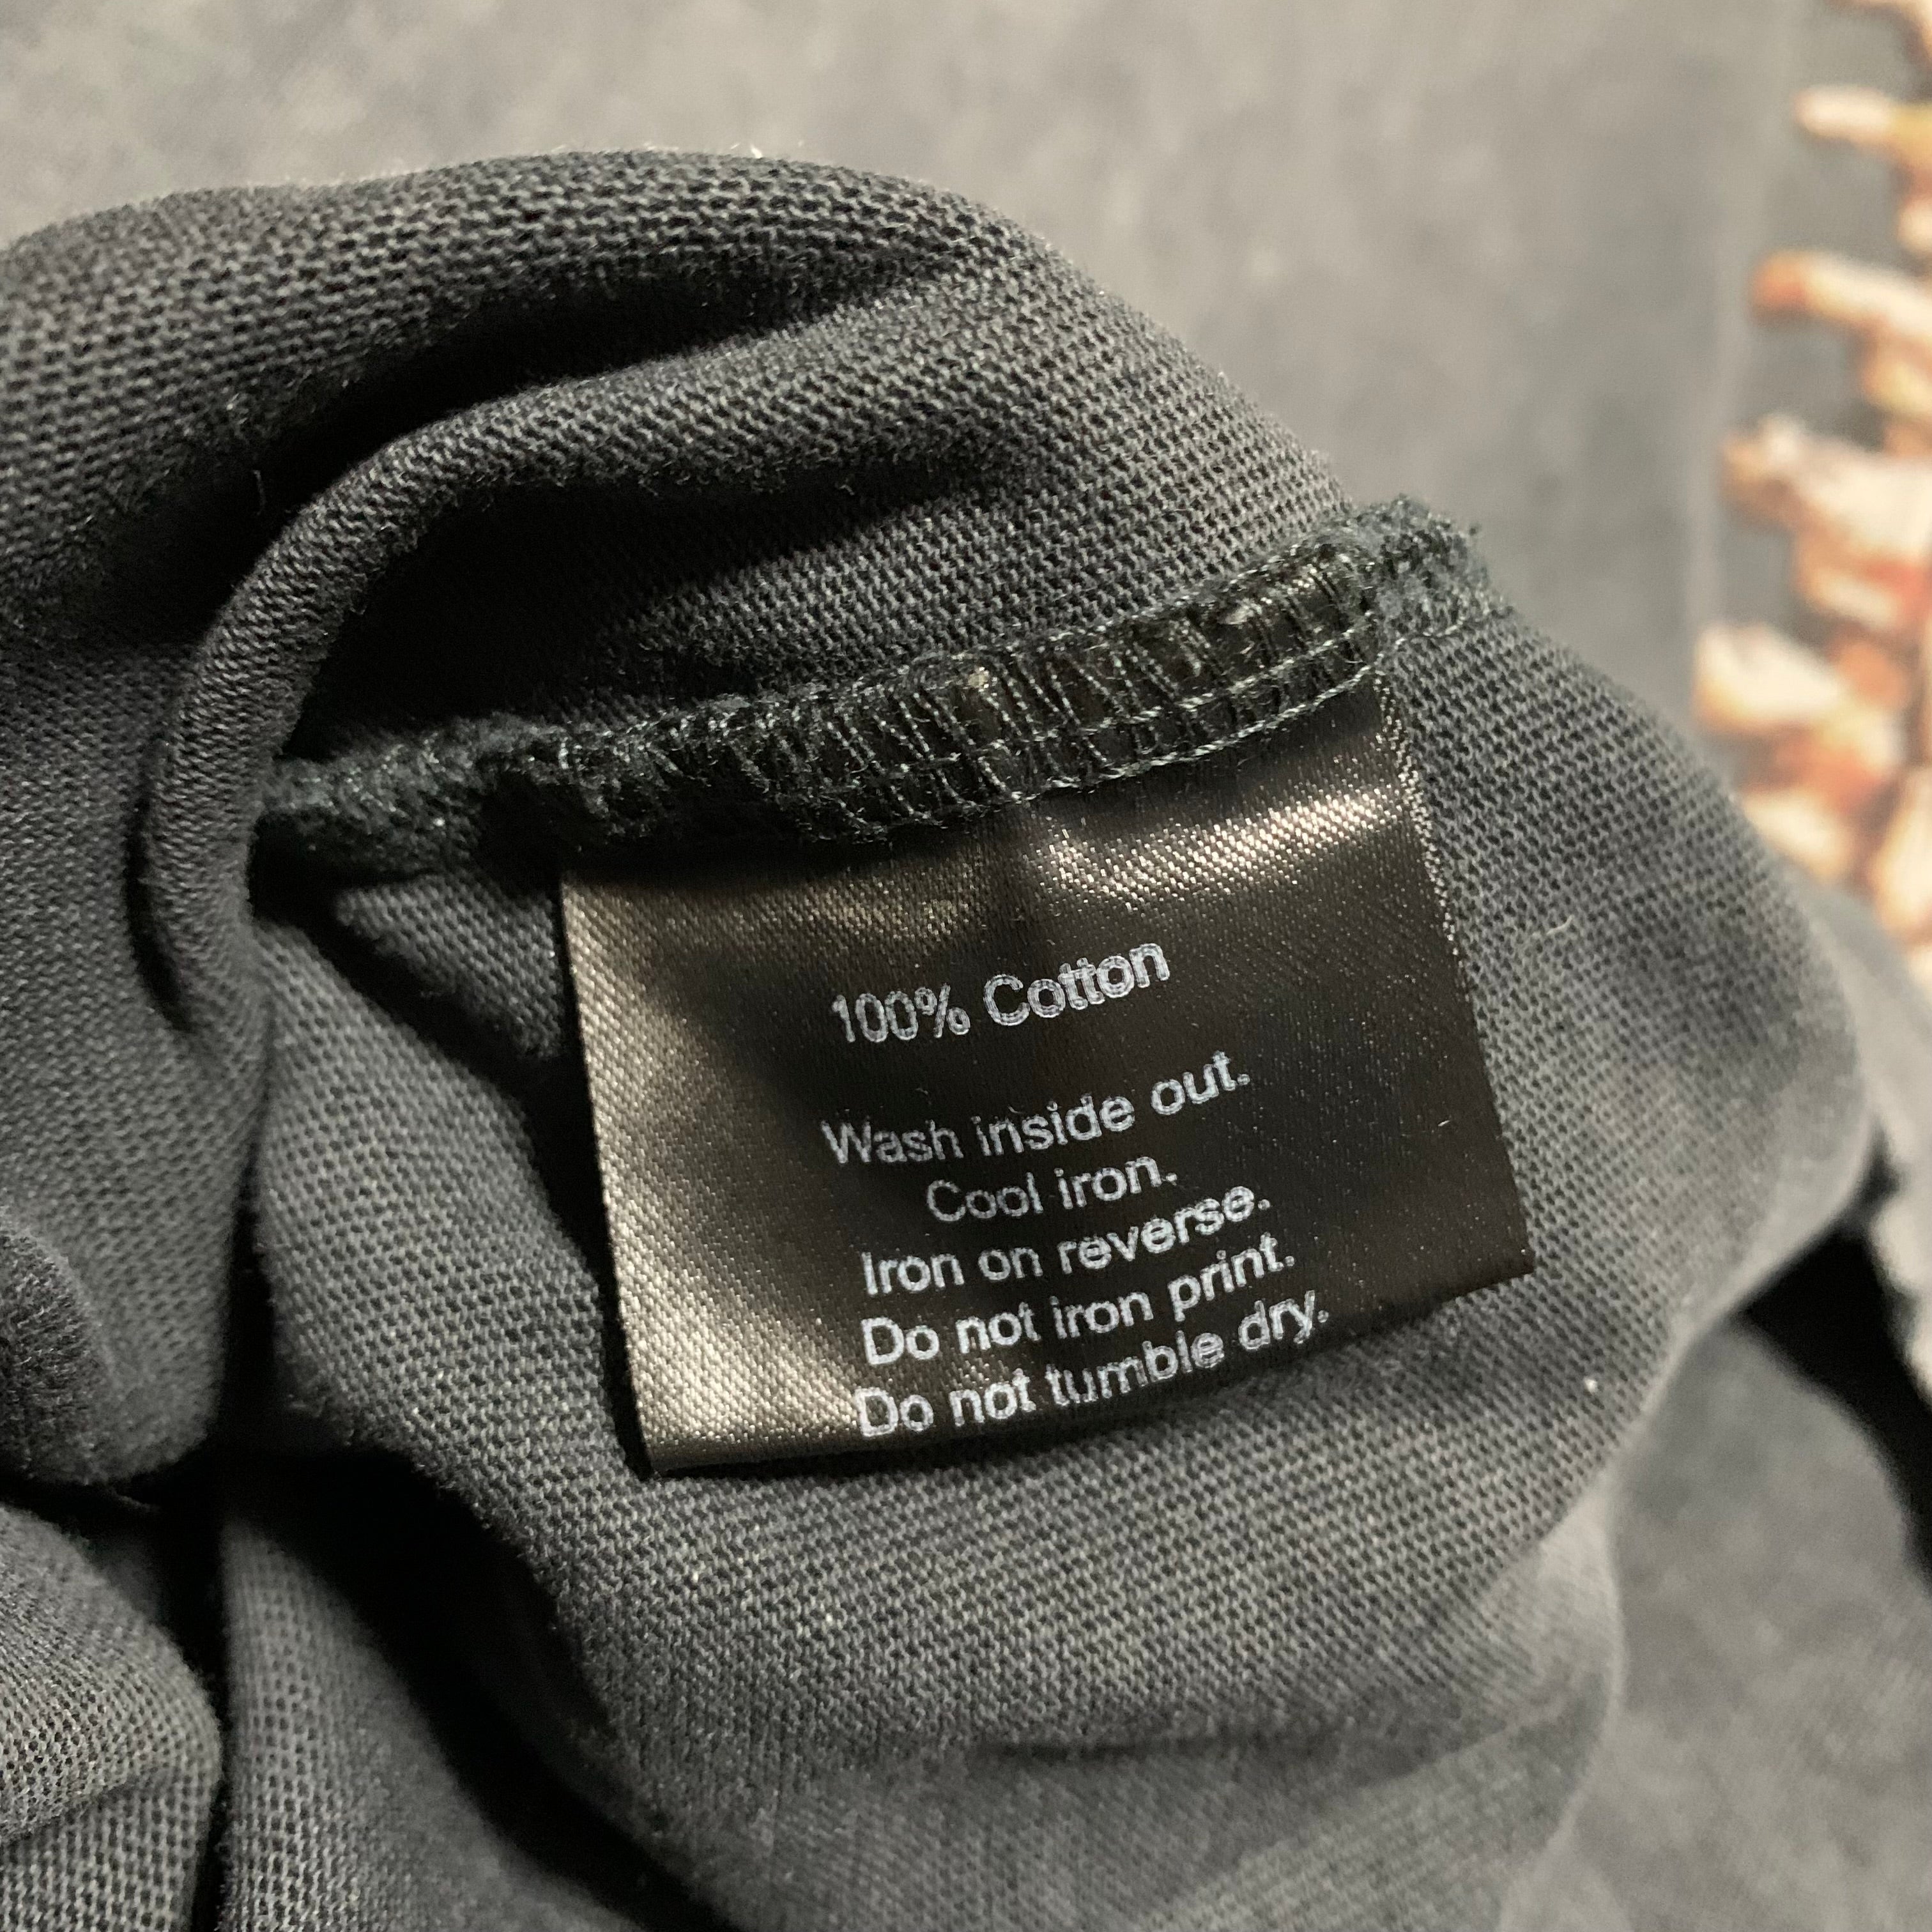 100% Cotton
Wash inside out.
Cool iron.
Iron on reverse.
Do not iron print.
Do not tumble dry.